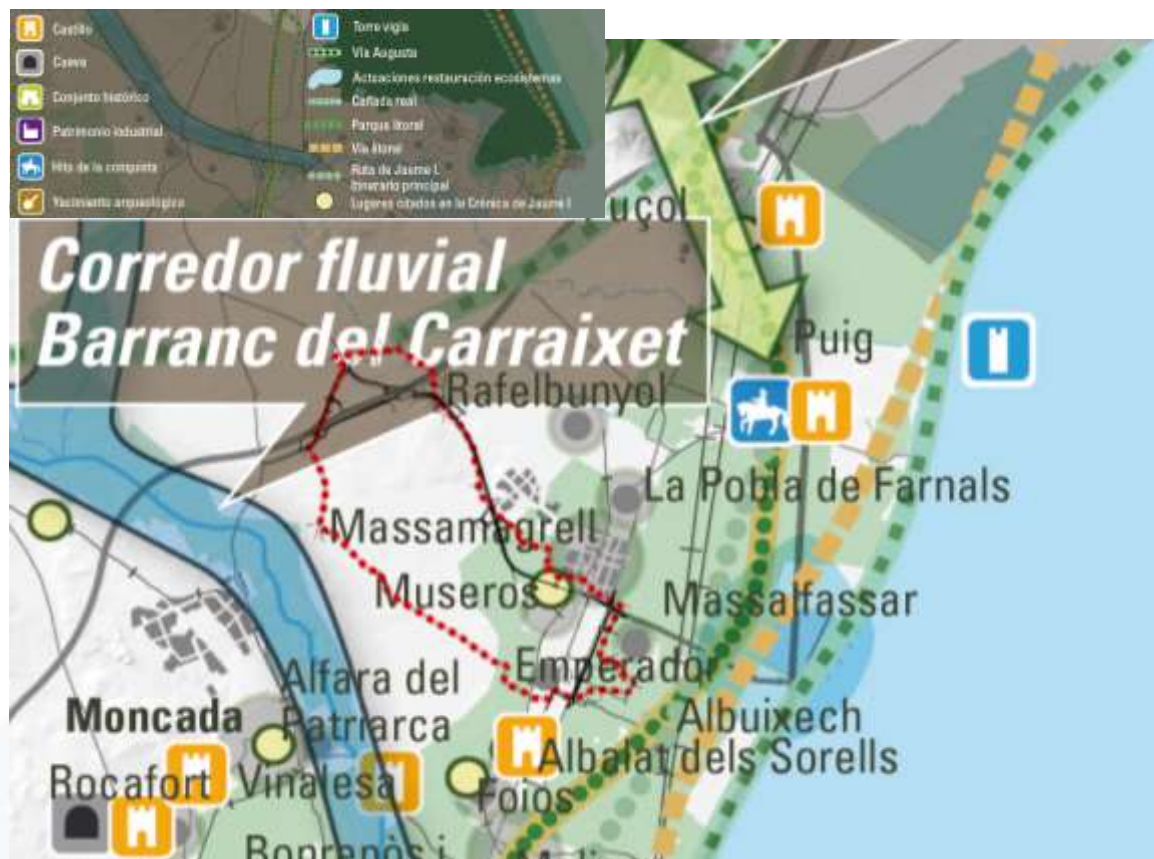 Castillo
Cueva
Conjunto histórico
Patrimonio industrial
Hito de la conquista
Yacimiento arqueológico
Torre vigía
Vía Augusta
Actuaciones restauración ecosistemas
Cañada real
Parque litoral
Vía litoral
Ruta de Jaume I.
Itinerario principal
Lugares citados en la Crónica de Jaume I
uçol
Corredor fluvial
Barranc del Carraixet
Puig
Rafelbunyol
La Pobla de Farnals
Massamagrell
Museros
Massalfassar
Emperador
Alfara del
Patriarca
Moncada
Albuixech
Albalat dels Sorells
Rocafort
Vinalesa
Foios
Bonrepòs i